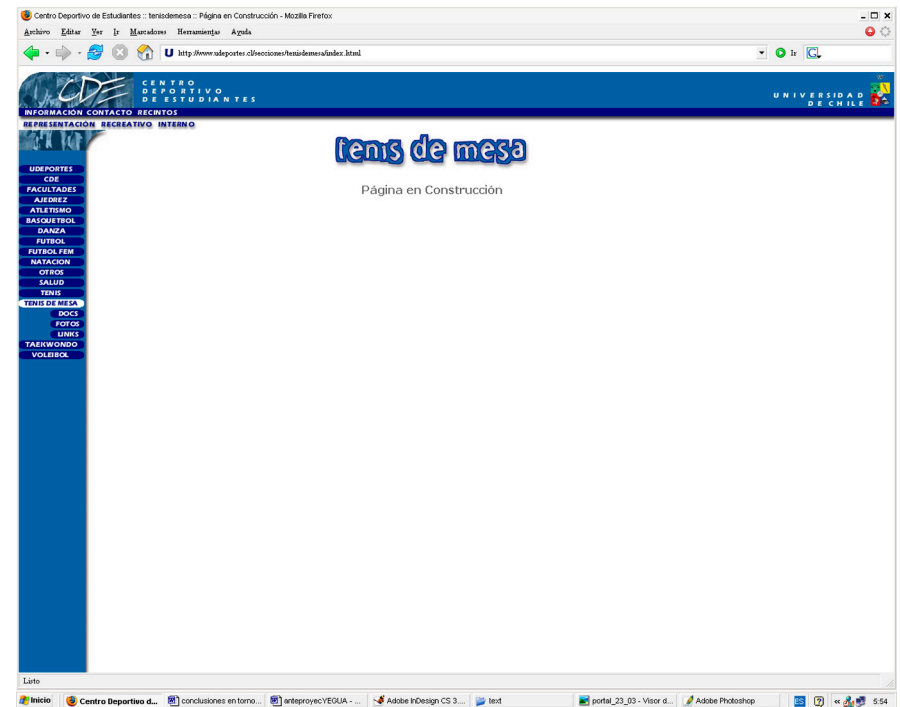 Centro Deportivo de Estudiantes :: tenisdemesa :: Página en Construcción - Mozilla Firefox
Archivo Editar Ver Ir Marcadores Herramientas Ayuda
http://www.udeportes.cl/secciones/tenisdemesa/index.html
Ir
CDE
CENTRO
DEPORTIVO
DE ESTUDIANTES
UNIVERSIDAD
DE CHILE
INFORMACIÓN CONTACTO RECINTOS
REPRESENTACIÓN RECREATIVO INTERNO
tenis de mesa
Página en Construcción
UDEPORTES
CDE
FACULTADES
AJEDREZ
ATLETISMO
BASQUETBOL
DANZA
FUTBOL
FUTBOL FEM
NATACION
OTROS
SALUD
TENIS
TENIS DE MESA
DOCS
FOTOS
LINKS
TAEKWONDO
VOLEIBOL
Listo
Inicio Centro Deportivo d... conclusiones en torno... anteproyecYEGUA - ... Adobe InDesign CS 3.... text portal_23_03 - Visor d... Adobe Photoshop ES « 5:54